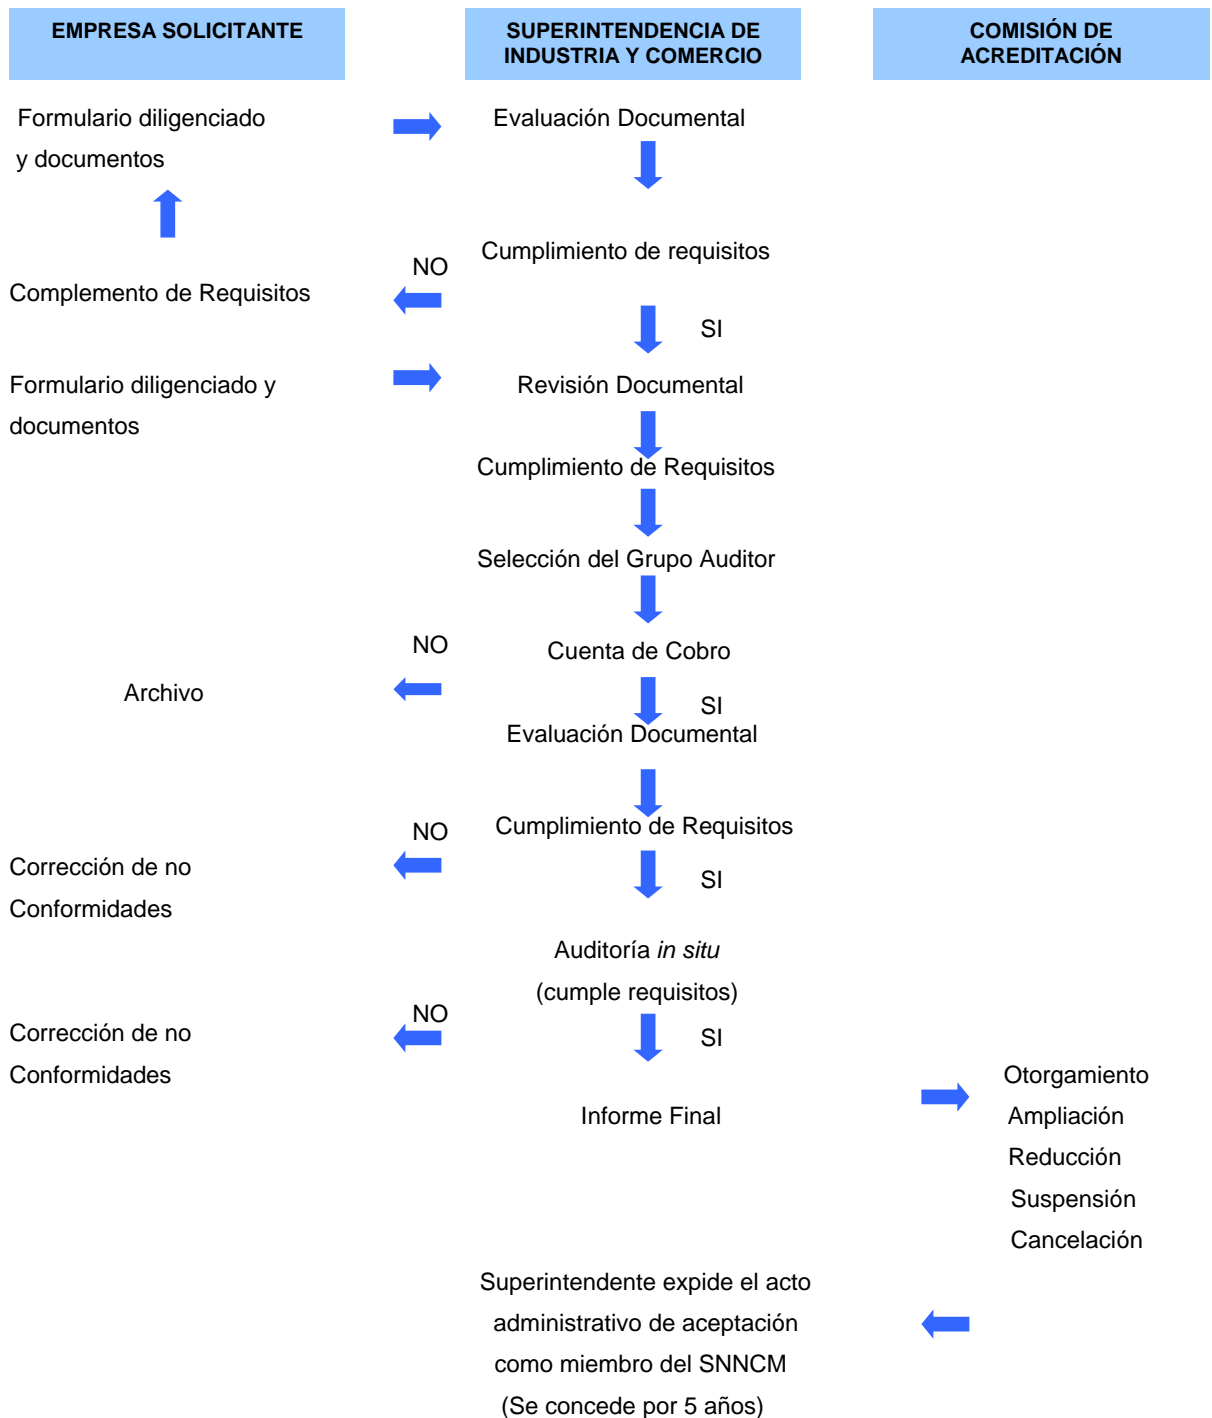 EMPRESA SOLICITANTE
SUPERINTENDENCIA DE
INDUSTRIA Y COMERCIO
COMISIÓN DE
ACREDITACIÓN
Formulario diligenciado
y documentos
Evaluación Documental
Cumplimiento de requisitos
NO
Complemento de Requisitos
SI
Formulario diligenciado y
documentos
Revisión Documental
Cumplimiento de Requisitos
Selección del Grupo Auditor
NO
Cuenta de Cobro
Archivo
SI
Evaluación Documental
Cumplimiento de Requisitos
NO
Corrección de no
Conformidades
SI
Auditoría in situ
(cumple requisitos)
NO
Corrección de no
Conformidades
SI
Informe Final
Otorgamiento
Ampliación
Reducción
Suspensión
Cancelación
Superintendente expide el acto
administrativo de aceptación
como miembro del SNNCM
(Se concede por 5 años)